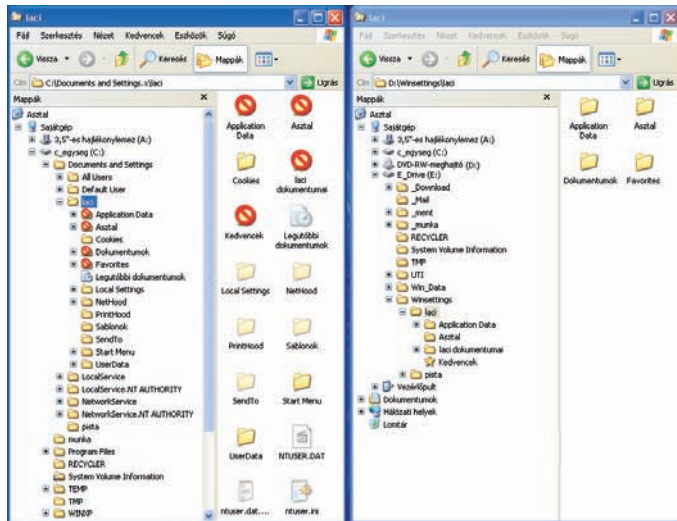 laci
Fájl Szerkesztés Nézet Kedvencek Eszközök Súgó
Vissza Keresés Mappák
Cím C:\Documents and Settings.x\laci Ugrás
Mappák
Asztal
Sajátgép
3,5"-es hajlékonylemez (A:)
c_egyseg (C:)
Documents and Settings
All Users
Default User
laci
Application Data
Asztal
Cookies
Dokumentumok
Favorites
Legutóbbi dokumentumok
Local Settings
NetHood
PrintHood
Sablonok
SendTo
Start Menu
UserData
LocalService
LocalService.NT AUTHORITY
NetworkService
NetworkService.NT AUTHORITY
pista
munka
Program Files
RECYCLER
System Volume Information
TEMP
TMP
WINXP
Application Data
Asztal
Cookies
laci dokumentumai
Kedvencek
Legutóbbi dokumentumok
Local Settings
NetHood
PrintHood
Sablonok
SendTo
Start Menu
UserData
NTUSER.DAT
ntuser.dat....
ntuser.ini
laci
Fájl Szerkesztés Nézet Kedvencek Eszközök Súgó
Vissza Keresés Mappák
Cím D:\Winsettings\laci Ugrás
Mappák
Asztal
Sajátgép
3,5"-es hajlékonylemez (A:)
c_egyseg (C:)
DVD-RW-meghajtó (D:)
E_Drive (E:)
_Download
_Mail
_ment
_munka
RECYCLER
System Volume Information
TMP
UTI
Win_Data
Winsettings
laci
Application Data
Asztal
laci dokumentumai
Kedvencek
pista
Vezérlőpult
Dokumentumok
Hálózati helyek
Lomtár
Application Data
Asztal
Dokumentumok
Favorites